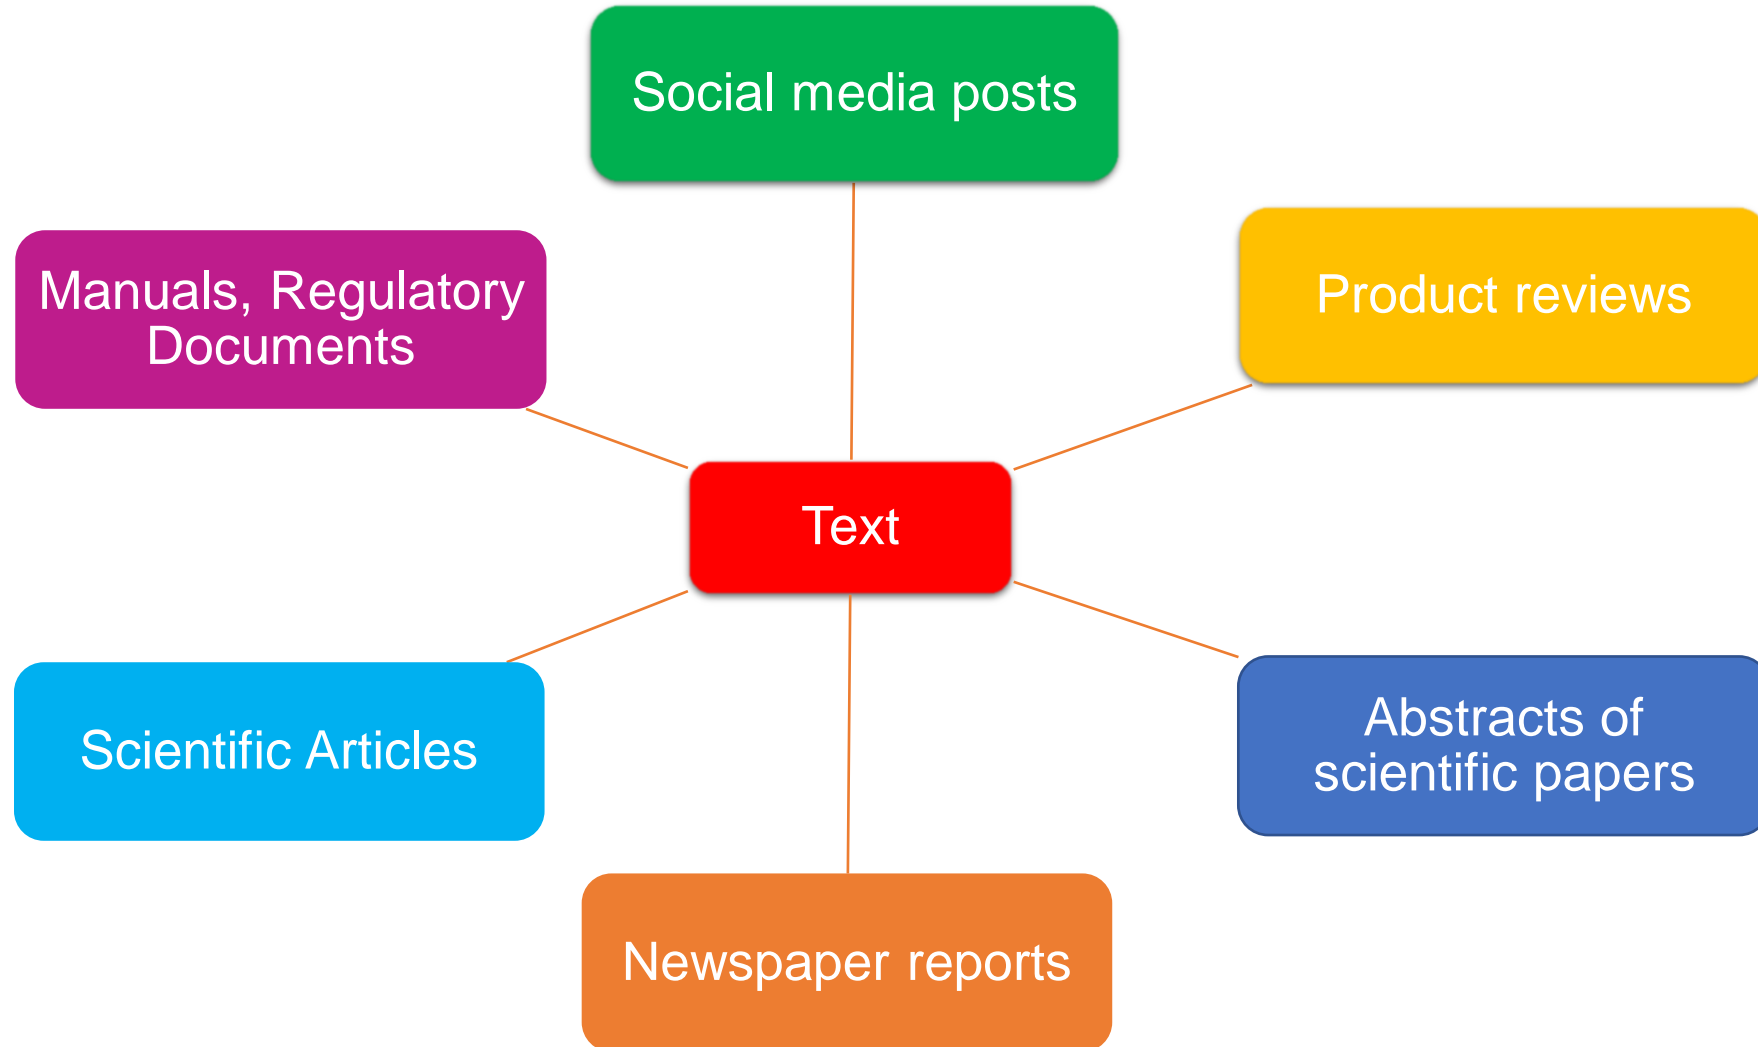 Social media posts
Manuals, Regulatory
Documents
Product reviews
Text
Scientific Articles
Abstracts of
scientific papers
Newspaper reports